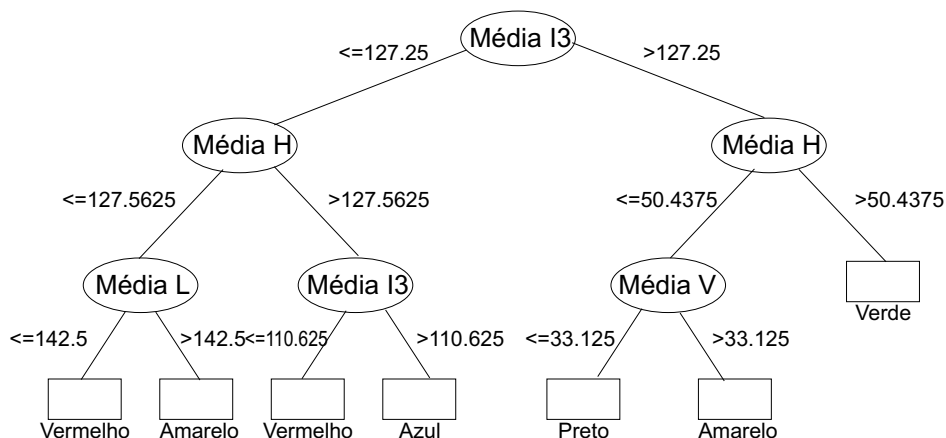 Média I3
<=127.25
>127.25
Média H
Média H
<=127.5625
>127.5625
<=50.4375
>50.4375
Média L
Média I3
Média V
Verde
<=142.5
>142.5
<=110.625
>110.625
<=33.125
>33.125
Vermelho
Amarelo
Vermelho
Azul
Preto
Amarelo